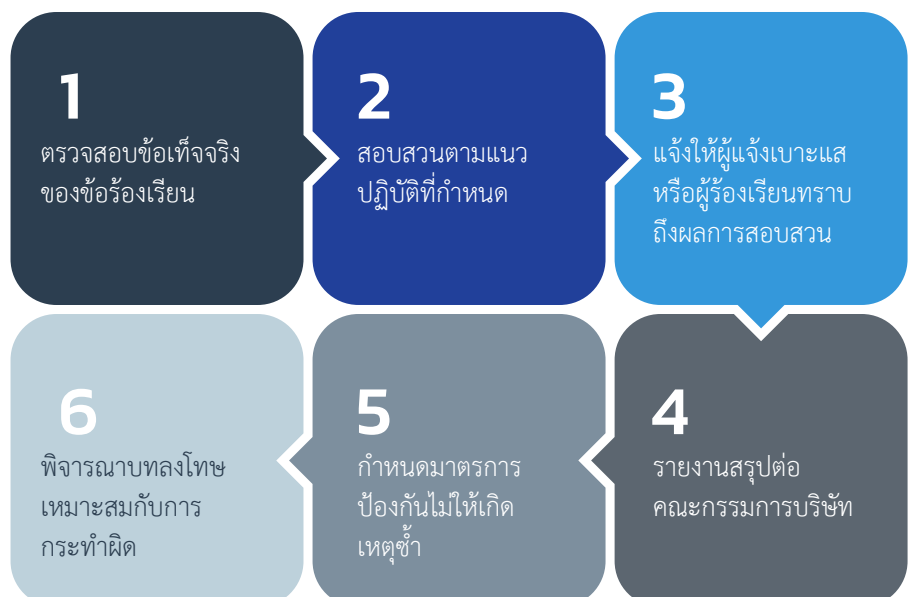 1
ตรวจสอบข้อเท็จจริง
ของข้อร้องเรียน
2
สอบสวนตามแนว
ปฏิบัติที่กำหนด
3
แจ้งให้ผู้แจ้งเบาะแส
หรือผู้ร้องเรียนทราบ
ถึงผลการสอบสวน
4
รายงานสรุปต่อ
คณะกรรมการบริษัท
5
กำหนดมาตรการ
ป้องกันไม่ให้เกิด
เหตุซ้ำ
6
พิจารณาบทลงโทษ
เหมาะสมกับการ
กระทำผิด